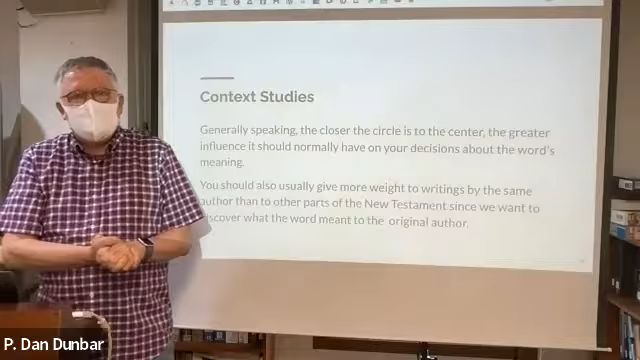 Context Studies
Generally speaking, the closer the circle is to the center, the greater
influence it should normally have on your decisions about the word's
meaning.
You should also usually give more weight to writings by the same
author than to other parts of the New Testament since we want to
discover what the word meant to the original author.
P. Dan Dunbar